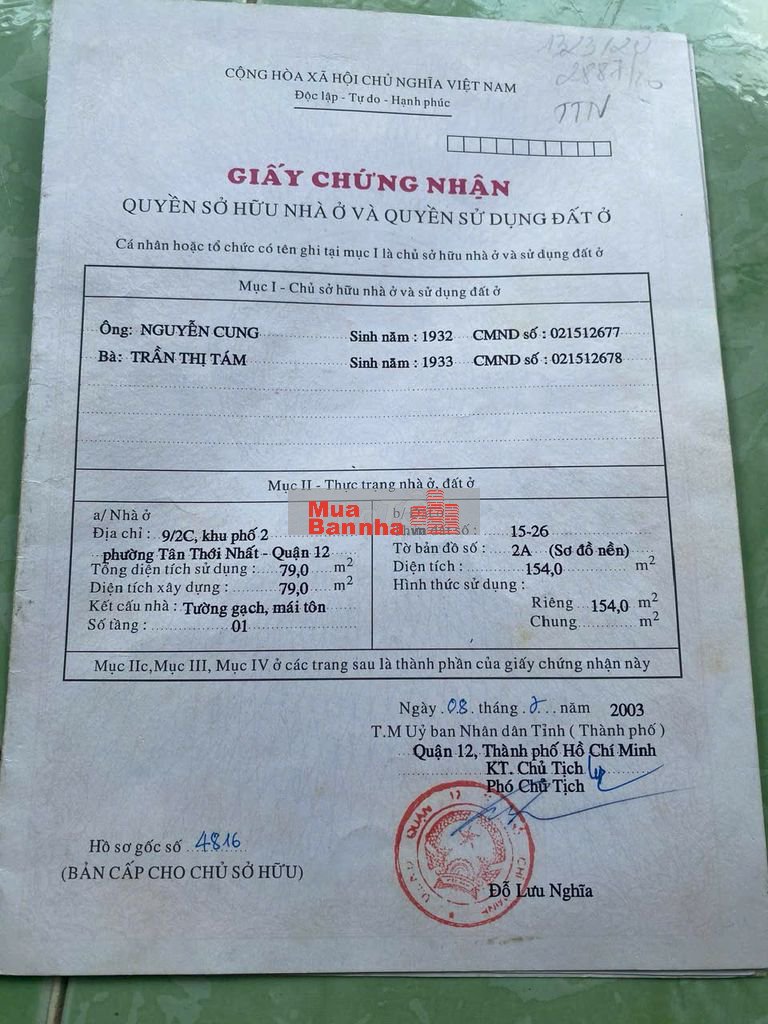 1323/20
2887/20
TTN
CỘNG HÒA XÃ HỘI CHỦ NGHĨA VIỆT NAM
Độc lập - Tự do - Hạnh phúc
GIẤY CHỨNG NHẬN
QUYỀN SỞ HỮU NHÀ Ở VÀ QUYỀN SỬ DỤNG ĐẤT Ở
Cá nhân hoặc tổ chức có tên ghi tại mục I là chủ sở hữu nhà ở và sử dụng đất ở
Mục I - Chủ sở hữu nhà ở và sử dụng đất ở
Ông: NGUYỄN CUNG Sinh năm : 1932 CMND số : 021512677
Bà: TRẦN THỊ TÁM Sinh năm : 1933 CMND số : 021512678
Mục II - Thực trạng nhà ở, đất ở
Mua
Bannha.vn
a/ Nhà ở
Địa chỉ : 9/2C, khu phố 2
phường Tân Thới Nhất - Quận 12
Tổng diện tích sử dụng : 79,0 m2
Diện tích xây dựng : 79,0 m2
Kết cấu nhà : Tường gạch, mái tôn
Số tầng : 01
b/
số : 15-26
Tờ bản đồ số : 2A (Sơ đồ nền)
Diện tích : 154,0 m2
Hình thức sử dụng :
Riêng 154,0 m2
Chung m2
Mục IIc, Mục III, Mục IV ở các trang sau là thành phần của giấy chứng nhận này
Ngày 08 tháng 7 năm 2003
T.M Uỷ ban Nhân dân Tỉnh ( Thành phố )
Quận 12, Thành phố Hồ Chí Minh
KT. Chủ Tịch
Phó Chủ Tịch
QUẬN 12
Hồ sơ gốc số 4816
(BẢN CẤP CHO CHỦ SỞ HỮU)
Đỗ Lưu Nghĩa